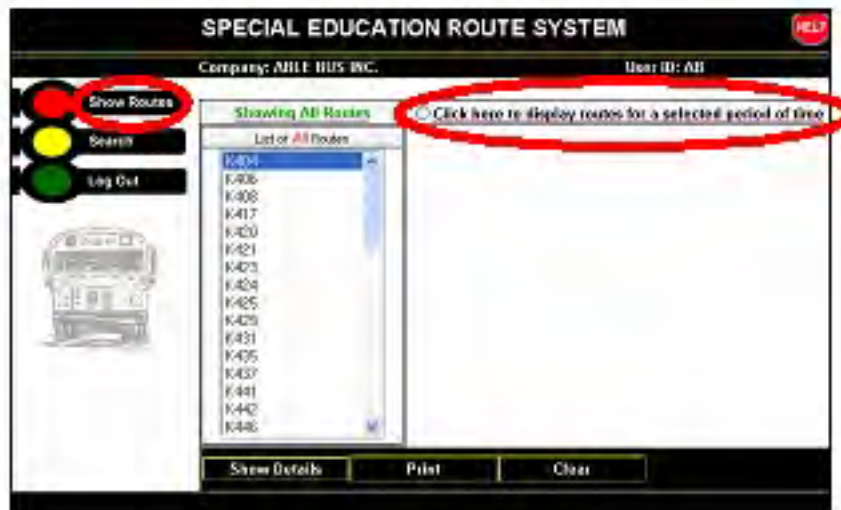 SPECIAL EDUCATION ROUTE SYSTEM
HELP
Company: ABLE BUS INC.
User ID: AB
Show Routes
Search
Log Out
Showing All Routes
Click here to display routes for a selected period of time
List of All Routes
K404
K406
K408
K417
K420
K421
K423
K424
K425
K429
K431
K435
K437
K441
K442
K446
Show Details
Print
Clear